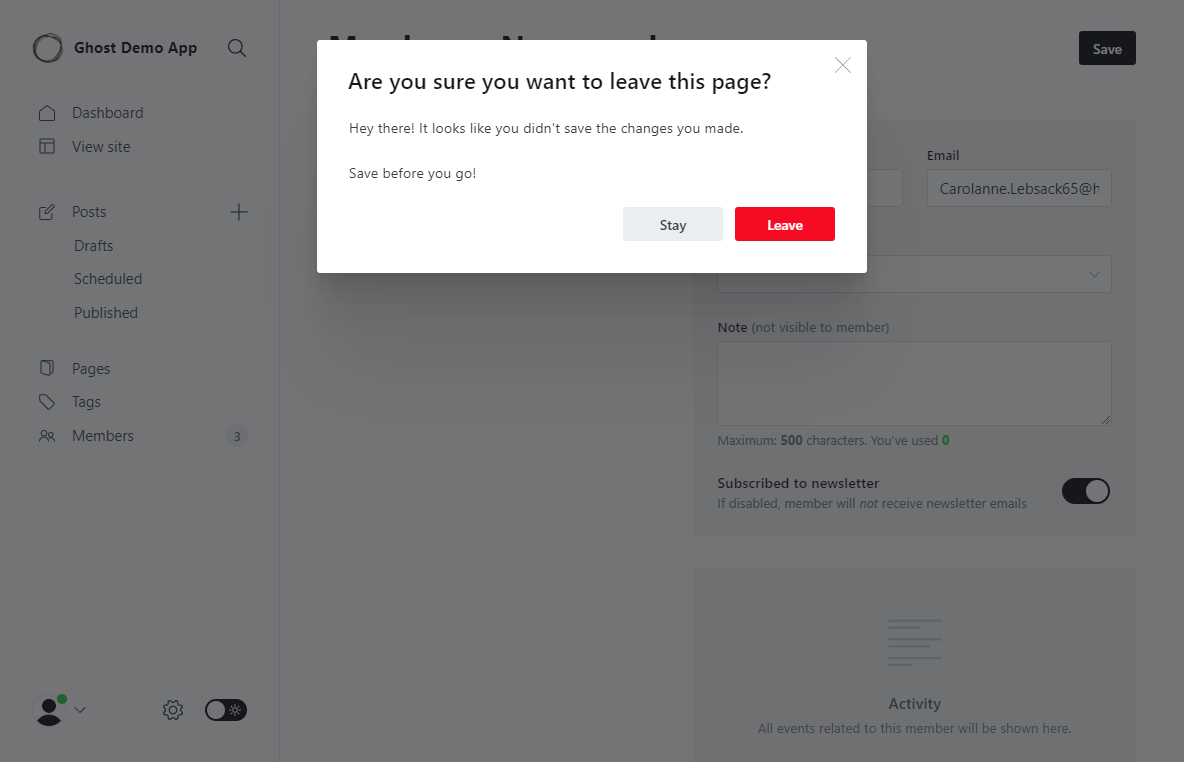 Ghost Demo App
Save
Are you sure you want to leave this page?
Hey there! It looks like you didn't save the changes you made.
Save before you go!
Stay
Leave
Dashboard
View site
Posts
Drafts
Scheduled
Published
Pages
Tags
Members
3
Email
Carolanne.Lebsack65@h
Note (not visible to member)
Maximum: 500 characters. You've used 0
Subscribed to newsletter
If disabled, member will not receive newsletter emails
Activity
All events related to this member will be shown here.